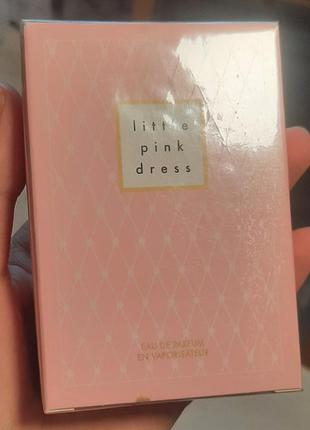 little
pink
dress
EAU DE PARFUM
EN VAPORISATEUR